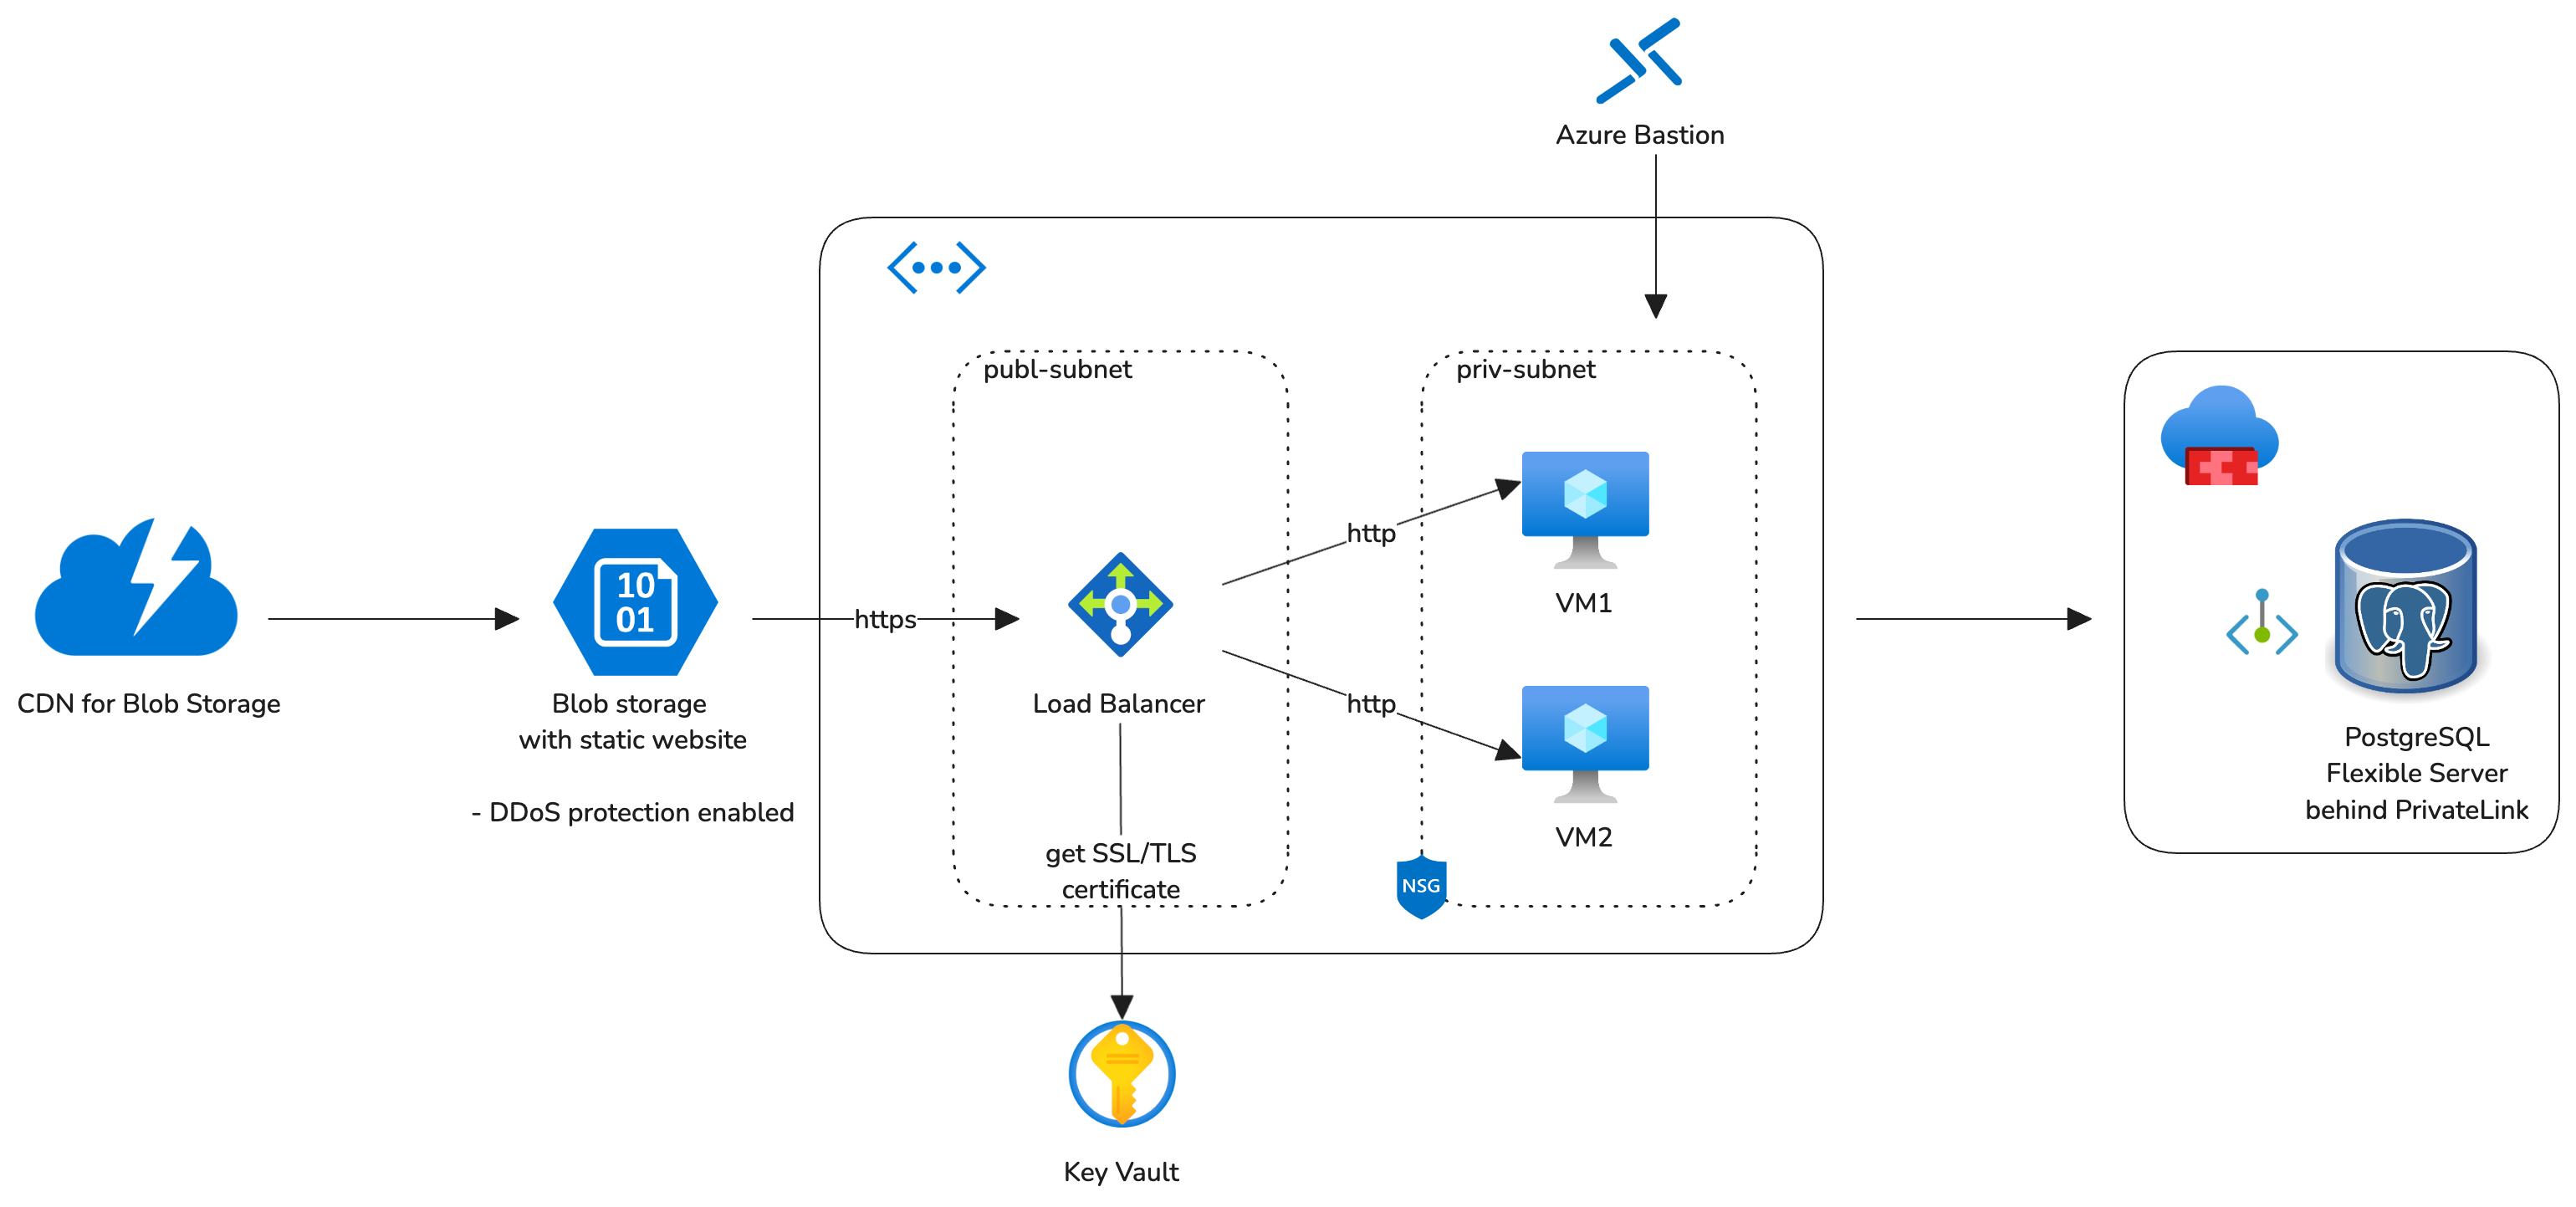 Azure Bastion
publ-subnet
priv-subnet
http
VM1
10
01
https
CDN for Blob Storage
Blob storage
with static website
- DDoS protection enabled
Load Balancer
http
VM2
get SSL/TLS
certificate
NSG
PostgreSQL
Flexible Server
behind PrivateLink
Key Vault